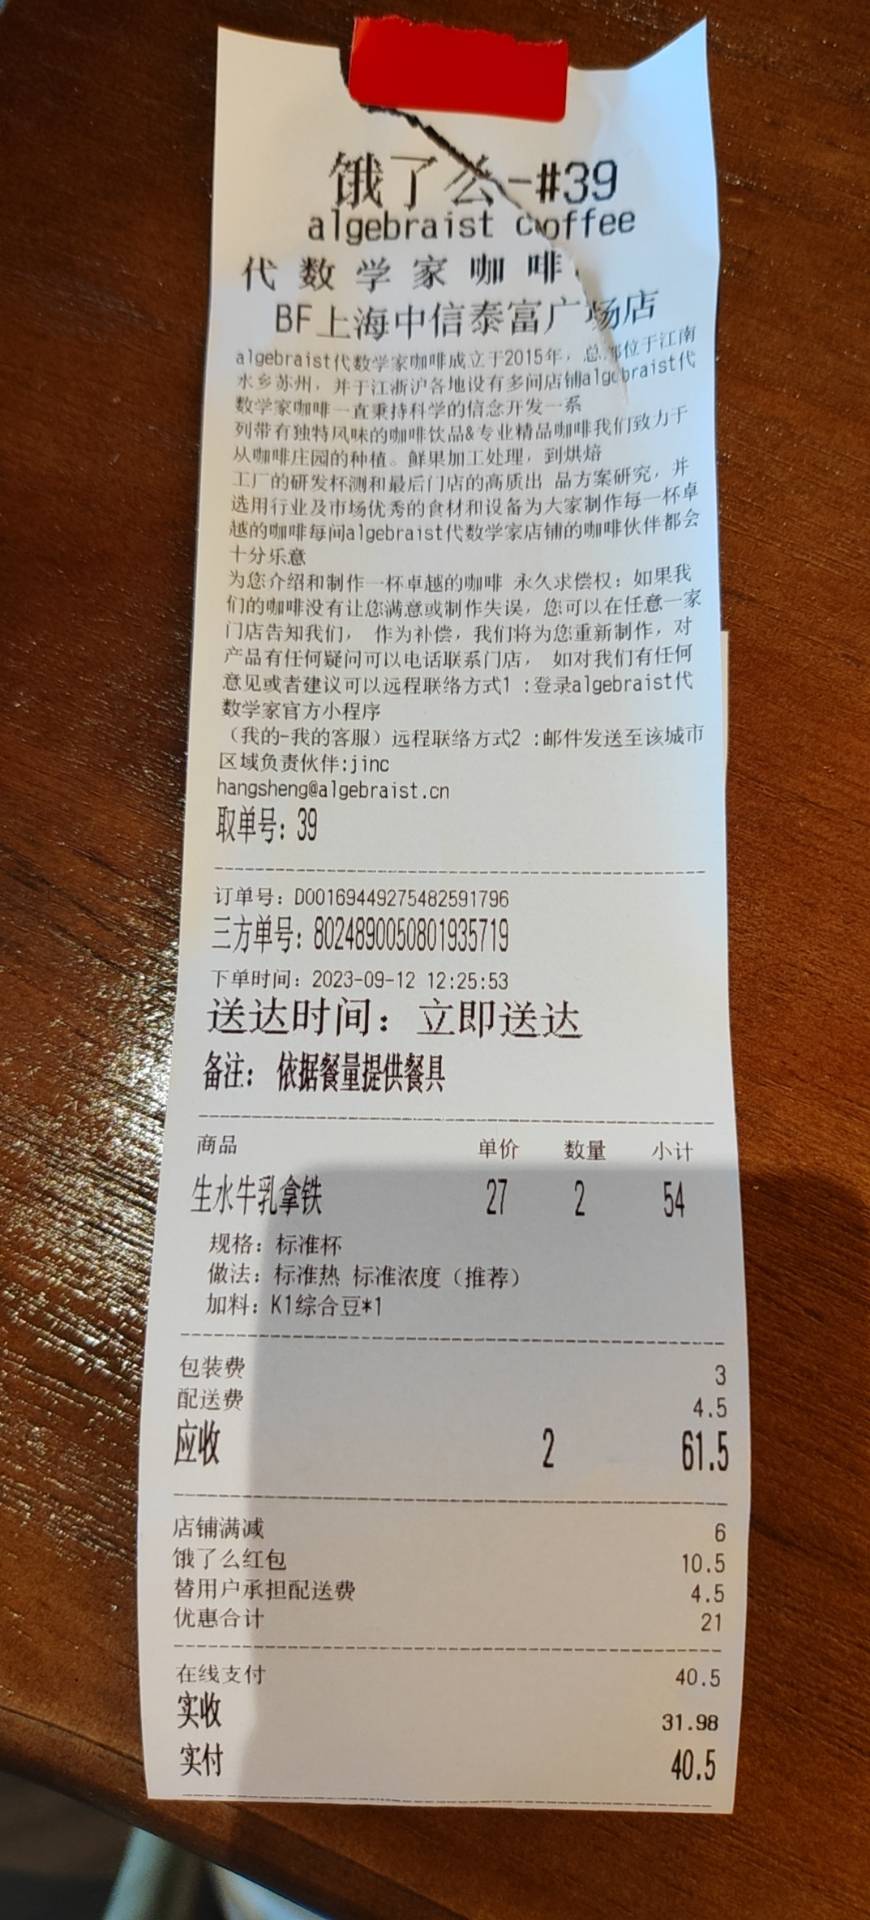 饿了么-#39
algebraist coffee
代数学家咖啡
BF上海中信泰富广场店
algebraist代数学家咖啡成立于2015年，总部位于江南
水乡苏州，并于江浙沪各地设有多间店铺algebraist代
数学家咖啡一直秉持科学的信念开发一系
列带有独特风味的咖啡饮品&专业精品咖啡我们致力于
从咖啡庄园的种植。鲜果加工处理，到烘焙
工厂的研发杯测和最后门店的高质出 品方案研究，并
选用行业及市场优秀的食材和设备为大家制作每一杯卓
越的咖啡每间algebraist代数学家店铺的咖啡伙伴都会
十分乐意
为您介绍和制作一杯卓越的咖啡 永久求偿权：如果我
们的咖啡没有让您满意或制作失误，您可以在任意一家
门店告知我们， 作为补偿，我们将为您重新制作，对
产品有任何疑问可以电话联系门店， 如对我们有任何
意见或者建议可以远程联络方式1 :登录algebraist代
数学家官方小程序
（我的-我的客服）远程联络方式2 :邮件发送至该城市
区域负责伙伴:jinc
hangsheng@algebraist.cn
取单号：39
订单号：D00169449275482591796
三方单号：8024890050801935719
下单时间：2023-09-12 12:25:53
送达时间：立即送达
备注： 依据餐量提供餐具
商品 单价 数量 小计
生水牛乳拿铁 27 2 54
规格：标准杯
做法：标准热 标准浓度（推荐）
加料：K1综合豆*1
包装费 3
配送费 4.5
应收 2 61.5
店铺满减 6
饿了么红包 10.5
替用户承担配送费 4.5
优惠合计 21
在线支付 40.5
实收 31.98
实付 40.5